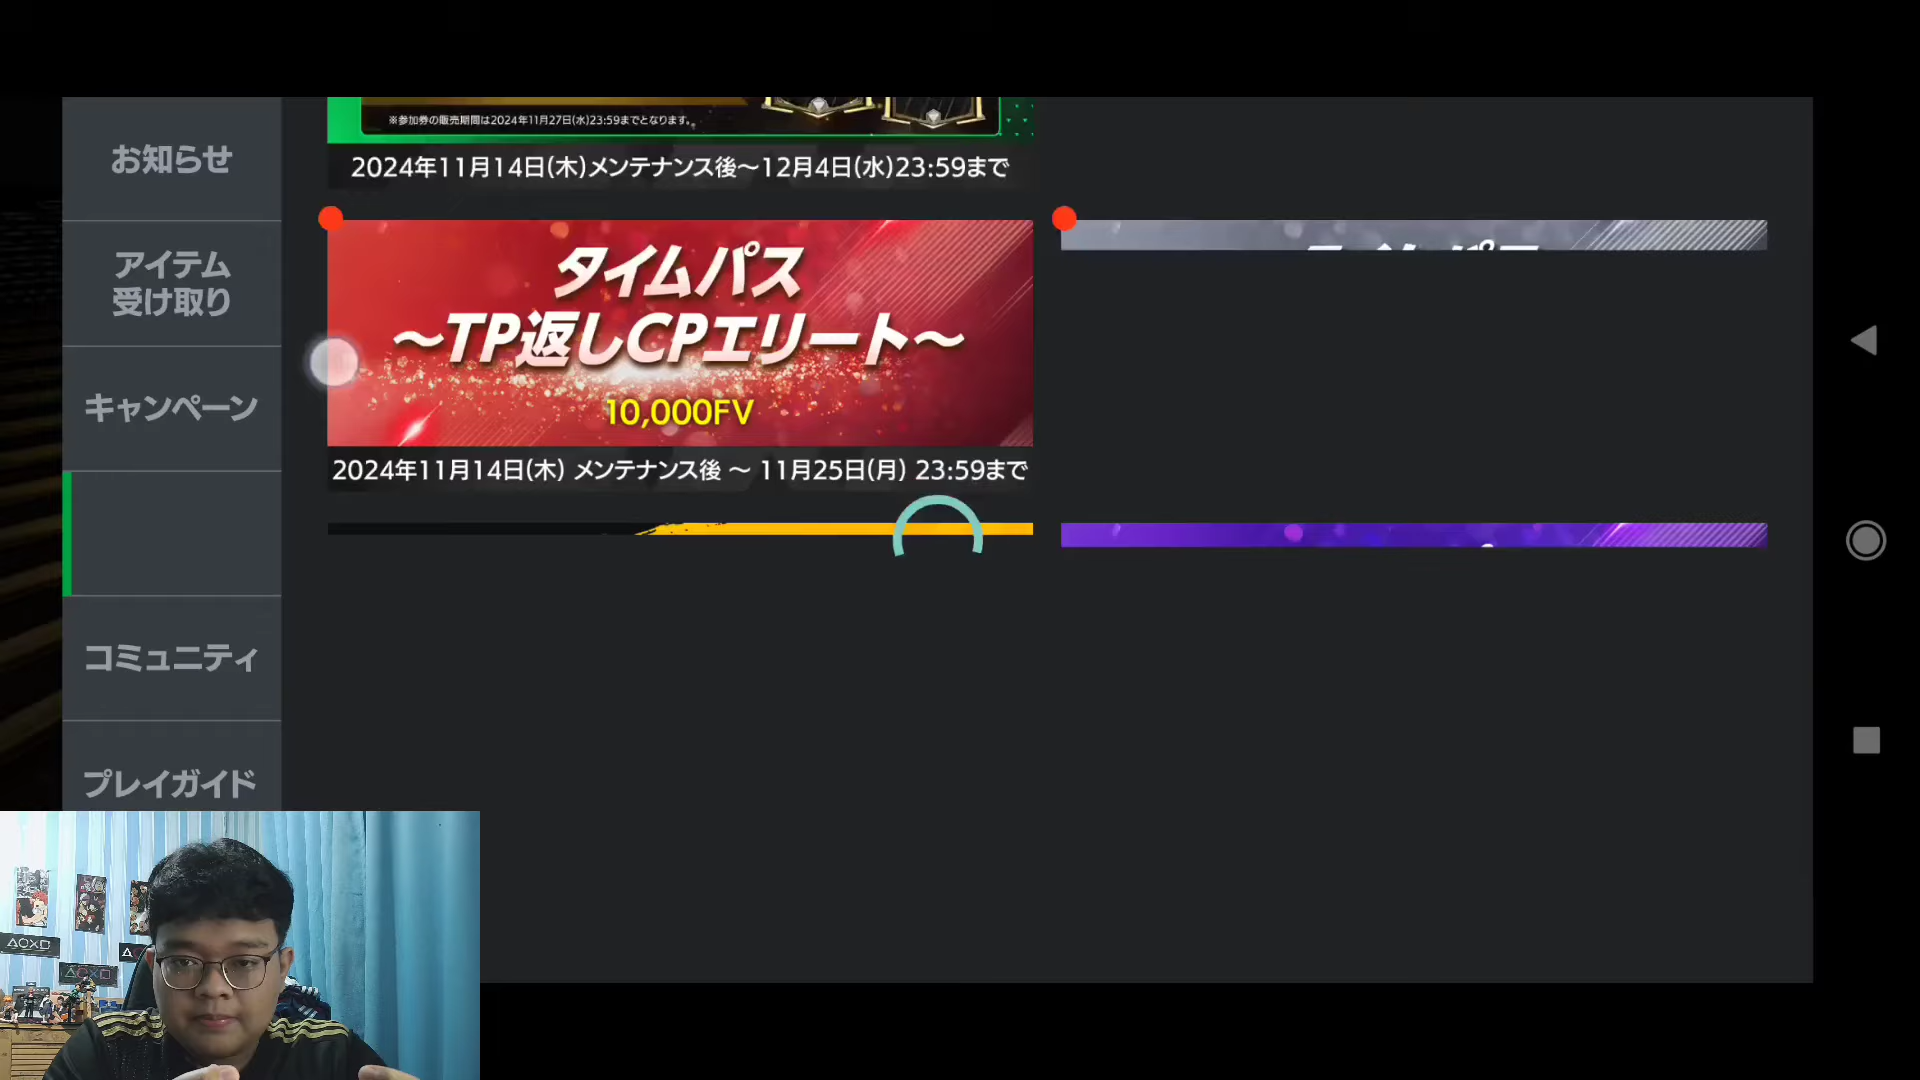 お知らせ
アイテム
受け取り
キャンペーン
コミュニティ
プレイガイド
※参加券の販売期間は2024年11月27日(水)23:59までとなります。
2024年11月14日(木)メンテナンス後～12月4日(水)23:59まで
タイムパス
～TP返しCPエリート～
10,000FV
2024年11月14日(木) メンテナンス後 ～ 11月25日(月) 23:59まで